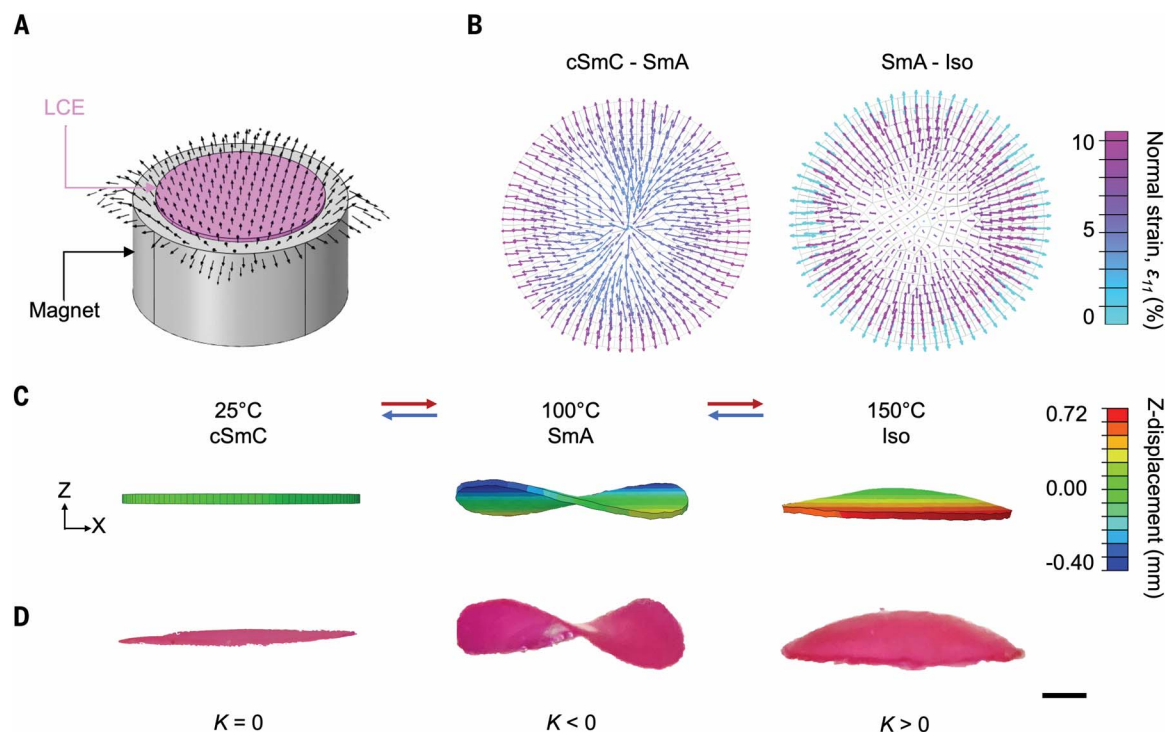 A
LCE
Magnet
B
cSmC - SmA
SmA - Iso
10
5
0
Normal strain, ε11 (%)
C
25°C
cSmC
100°C
SmA
150°C
Iso
Z
X
0.72
0.00
-0.40
Z-displacement (mm)
D
K = 0
K < 0
K > 0